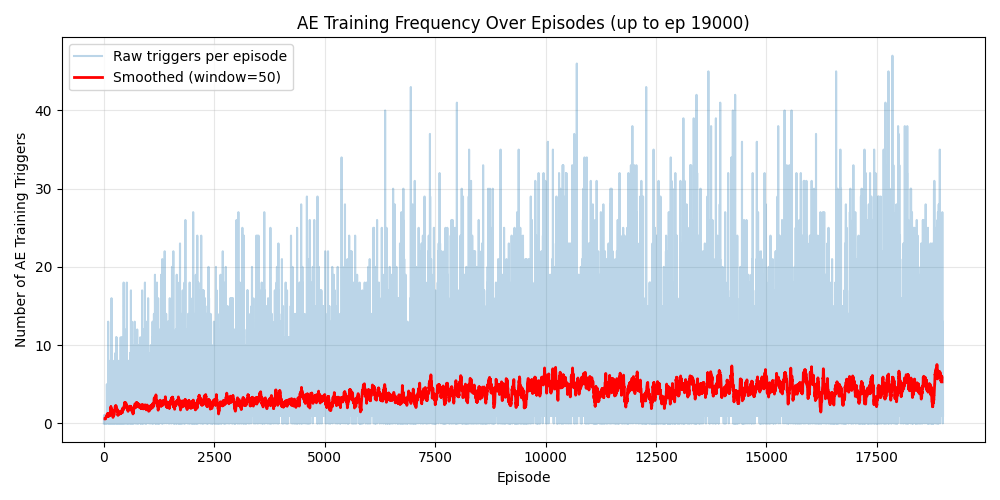 AE Training Frequency Over Episodes (up to ep 19000)
Raw triggers per episode
Smoothed (window=50)
Number of AE Training Triggers
40
30
20
10
0
0 2500 5000 7500 10000 12500 15000 17500
Episode